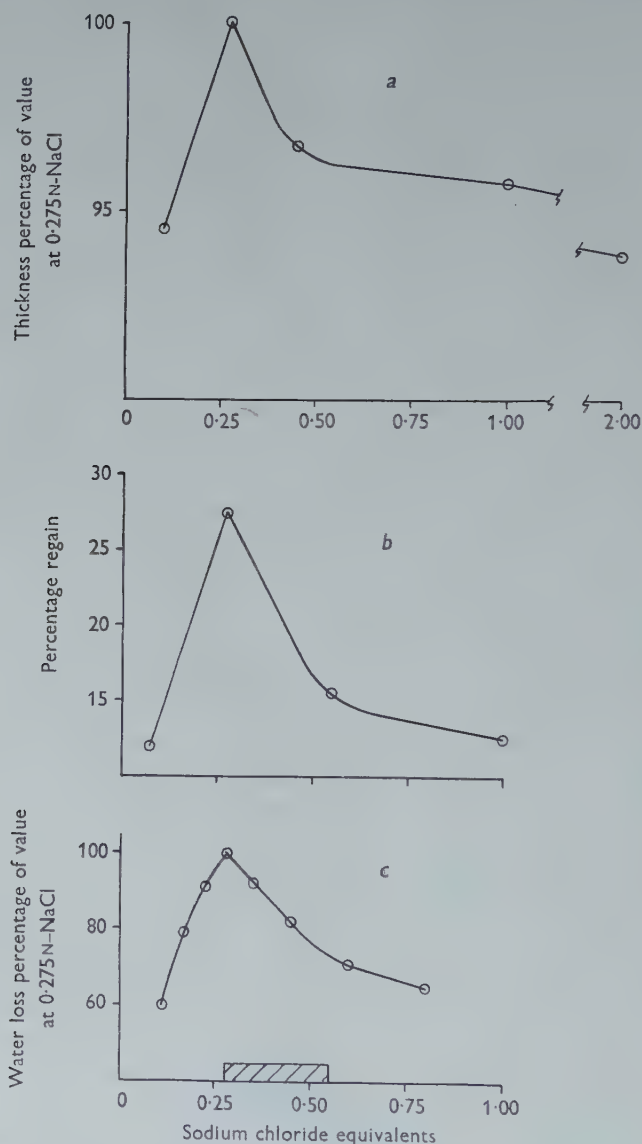 Thickness percentage of value
at 0·275 N-NaCl
100
95
a
0
0·25
0·50
0·75
1·00
2·00
Percentage regain
30
25
20
15
b
Water loss percentage of value
at 0·275 N–NaCl
100
80
60
c
0
0·25
0·50
0·75
1·00
Sodium chloride equivalents